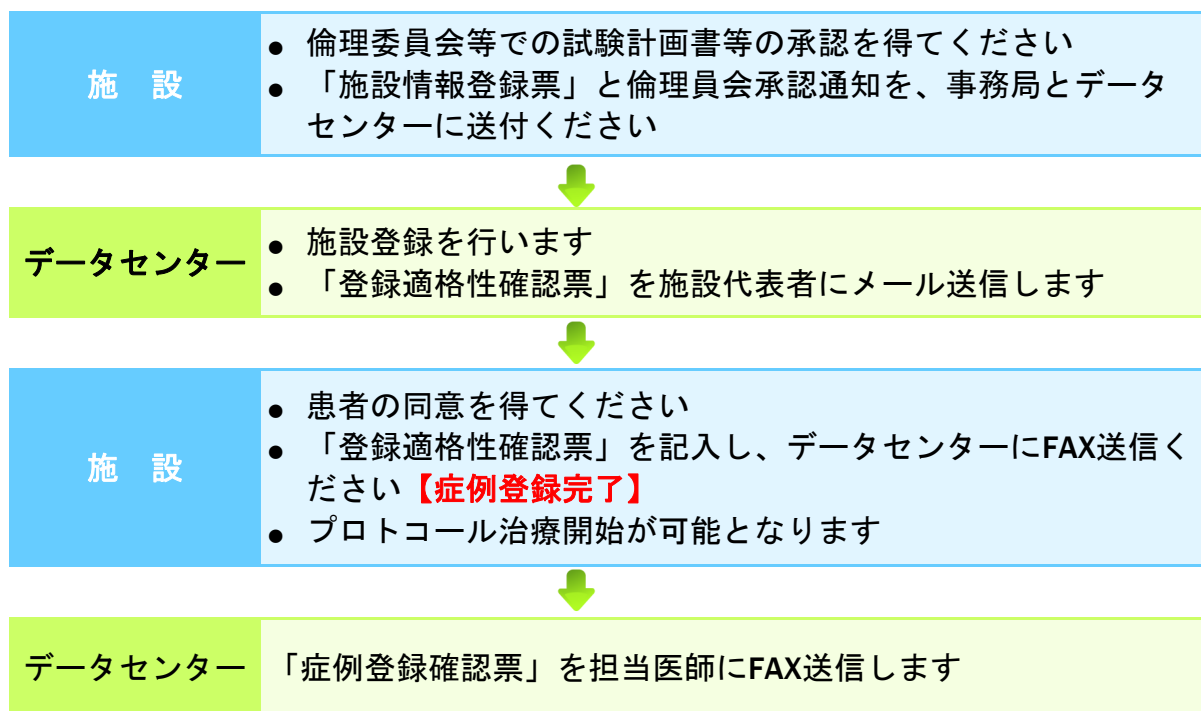 施 設
● 倫理委員会等での試験計画書等の承認を得てください
● 「施設情報登録票」と倫理員会承認通知を、事務局とデータ
センターに送付ください
データセンター
● 施設登録を行います
● 「登録適格性確認票」を施設代表者にメール送信します
施 設
● 患者の同意を得てください
● 「登録適格性確認票」を記入し、データセンターにFAX送信く
ださい【症例登録完了】
● プロトコール治療開始が可能となります
データセンター
「症例登録確認票」を担当医師にFAX送信します